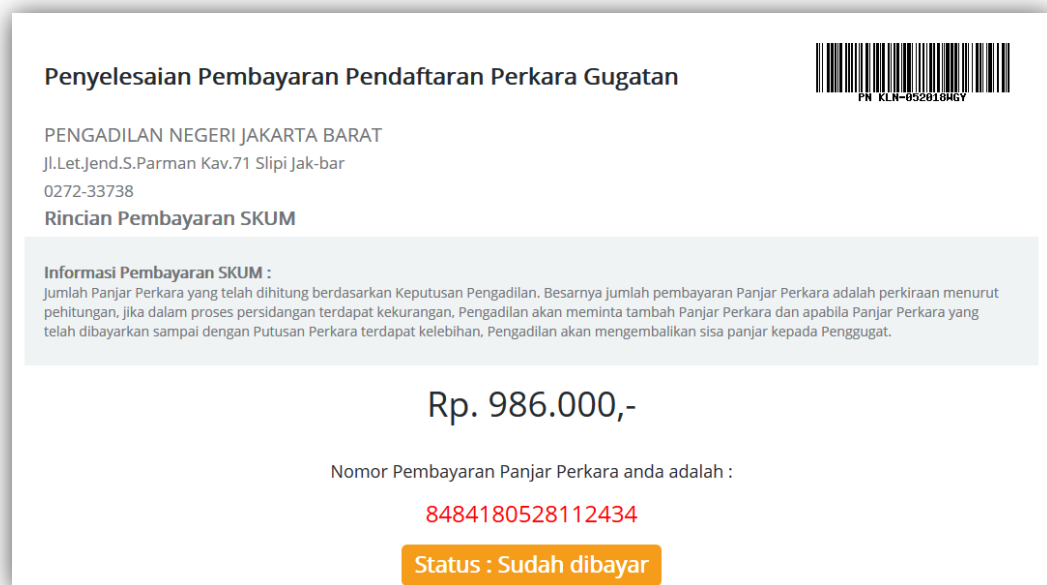 Penyelesaian Pembayaran Pendaftaran Perkara Gugatan
PN KLN-052018WGY
PENGADILAN NEGERI JAKARTA BARAT
Jl.Let.Jend.S.Parman Kav.71 Slipi Jak-bar
0272-33738
Rincian Pembayaran SKUM
Informasi Pembayaran SKUM :
Jumlah Panjar Perkara yang telah dihitung berdasarkan Keputusan Pengadilan. Besarnya jumlah pembayaran Panjar Perkara adalah perkiraan menurut
pehitungan, jika dalam proses persidangan terdapat kekurangan, Pengadilan akan meminta tambah Panjar Perkara dan apabila Panjar Perkara yang
telah dibayarkan sampai dengan Putusan Perkara terdapat kelebihan, Pengadilan akan mengembalikan sisa panjar kepada Penggugat.
Rp. 986.000,-
Nomor Pembayaran Panjar Perkara anda adalah :
8484180528112434
Status : Sudah dibayar